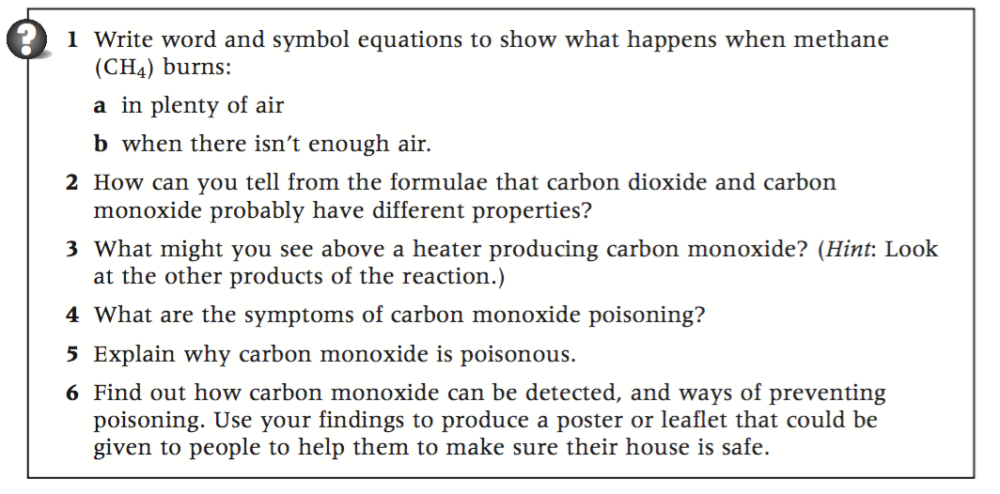 ?
1 Write word and symbol equations to show what happens when methane
(CH₄) burns:
a in plenty of air
b when there isn't enough air.
2 How can you tell from the formulae that carbon dioxide and carbon
monoxide probably have different properties?
3 What might you see above a heater producing carbon monoxide? (Hint: Look
at the other products of the reaction.)
4 What are the symptoms of carbon monoxide poisoning?
5 Explain why carbon monoxide is poisonous.
6 Find out how carbon monoxide can be detected, and ways of preventing
poisoning. Use your findings to produce a poster or leaflet that could be
given to people to help them to make sure their house is safe.